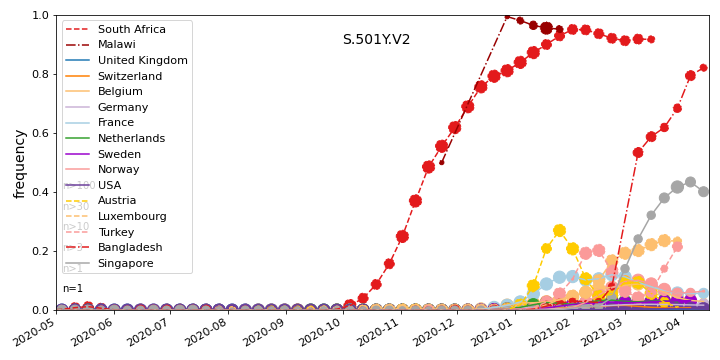 S.501Y.V2
frequency
1.0
0.8
0.6
0.4
0.2
0.0
South Africa
Malawi
United Kingdom
Switzerland
Belgium
Germany
France
Netherlands
Sweden
Norway
USA
Austria
Luxembourg
Turkey
Bangladesh
Singapore
n>100
n>30
n>10
n>3
n>1
n=1
2020-05
2020-06
2020-07
2020-08
2020-09
2020-10
2020-11
2020-12
2021-01
2021-02
2021-03
2021-04